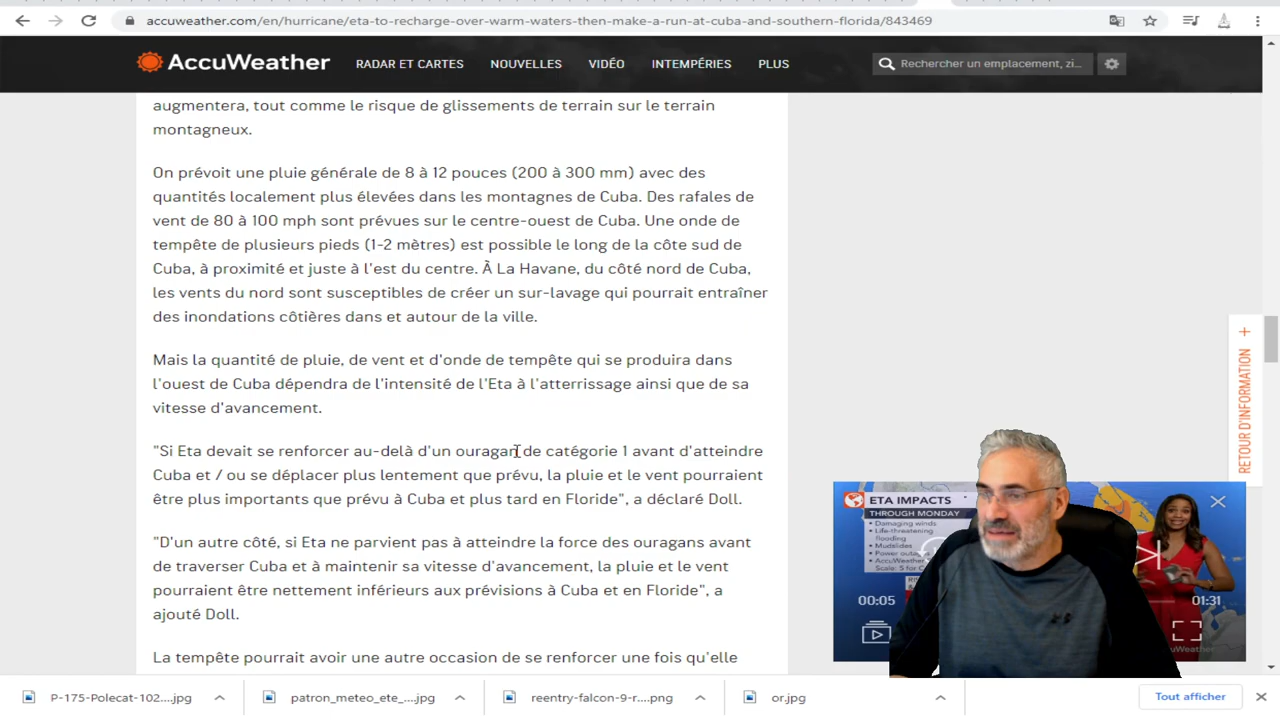 accuweather.com/en/hurricane/eta-to-recharge-over-warm-waters-then-make-a-run-at-cuba-and-southern-florida/843469
AccuWeather RADAR ET CARTES NOUVELLES VIDÉO INTEMPÉRIES PLUS Rechercher un emplacement, zi...
augmentera, tout comme le risque de glissements de terrain sur le terrain
montagneux.
On prévoit une pluie générale de 8 à 12 pouces (200 à 300 mm) avec des
quantités localement plus élevées dans les montagnes de Cuba. Des rafales de
vent de 80 à 100 mph sont prévues sur le centre-ouest de Cuba. Une onde de
tempête de plusieurs pieds (1-2 mètres) est possible le long de la côte sud de
Cuba, à proximité et juste à l'est du centre. À La Havane, du côté nord de Cuba,
les vents du nord sont susceptibles de créer un sur-lavage qui pourrait entraîner
des inondations côtières dans et autour de la ville.
Mais la quantité de pluie, de vent et d'onde de tempête qui se produira dans
l'ouest de Cuba dépendra de l'intensité de l'Eta à l'atterrissage ainsi que de sa
vitesse d'avancement.
"Si Eta devait se renforcer au-delà d'un ouragan de catégorie 1 avant d'atteindre
Cuba et / ou se déplacer plus lentement que prévu, la pluie et le vent pourraient
être plus importants que prévu à Cuba et plus tard en Floride", a déclaré Doll.
"D'un autre côté, si Eta ne parvient pas à atteindre la force des ouragans avant
de traverser Cuba et à maintenir sa vitesse d'avancement, la pluie et le vent
pourraient être nettement inférieurs aux prévisions à Cuba et en Floride", a
ajouté Doll.
La tempête pourrait avoir une autre occasion de se renforcer une fois qu'elle
RETOUR D'INFORMATION +
ETA IMPACTS
THROUGH MONDAY
• Damaging winds
• Life-threatening
flooding
• Mudslides
• Power
• AccuWeather
Scale: 5 for
00:05
01:31
P-175-Polecat-102....jpg
patron_meteo_ete_....jpg
reentry-falcon-9-r....png
or.jpg
Tout afficher